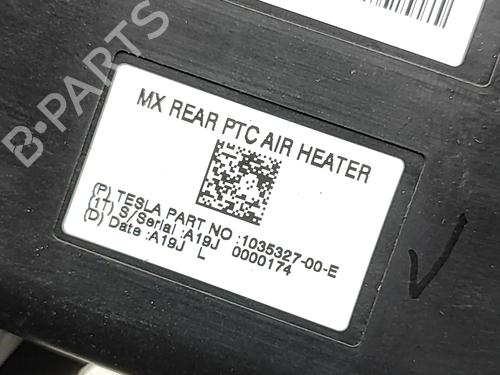 B-PARTS
MX REAR PTC AIR HEATER
(P) TESLA PART NO :1035327-00-E
(1T) S/Serial :A19J 0000174
(D) Date :A19J L